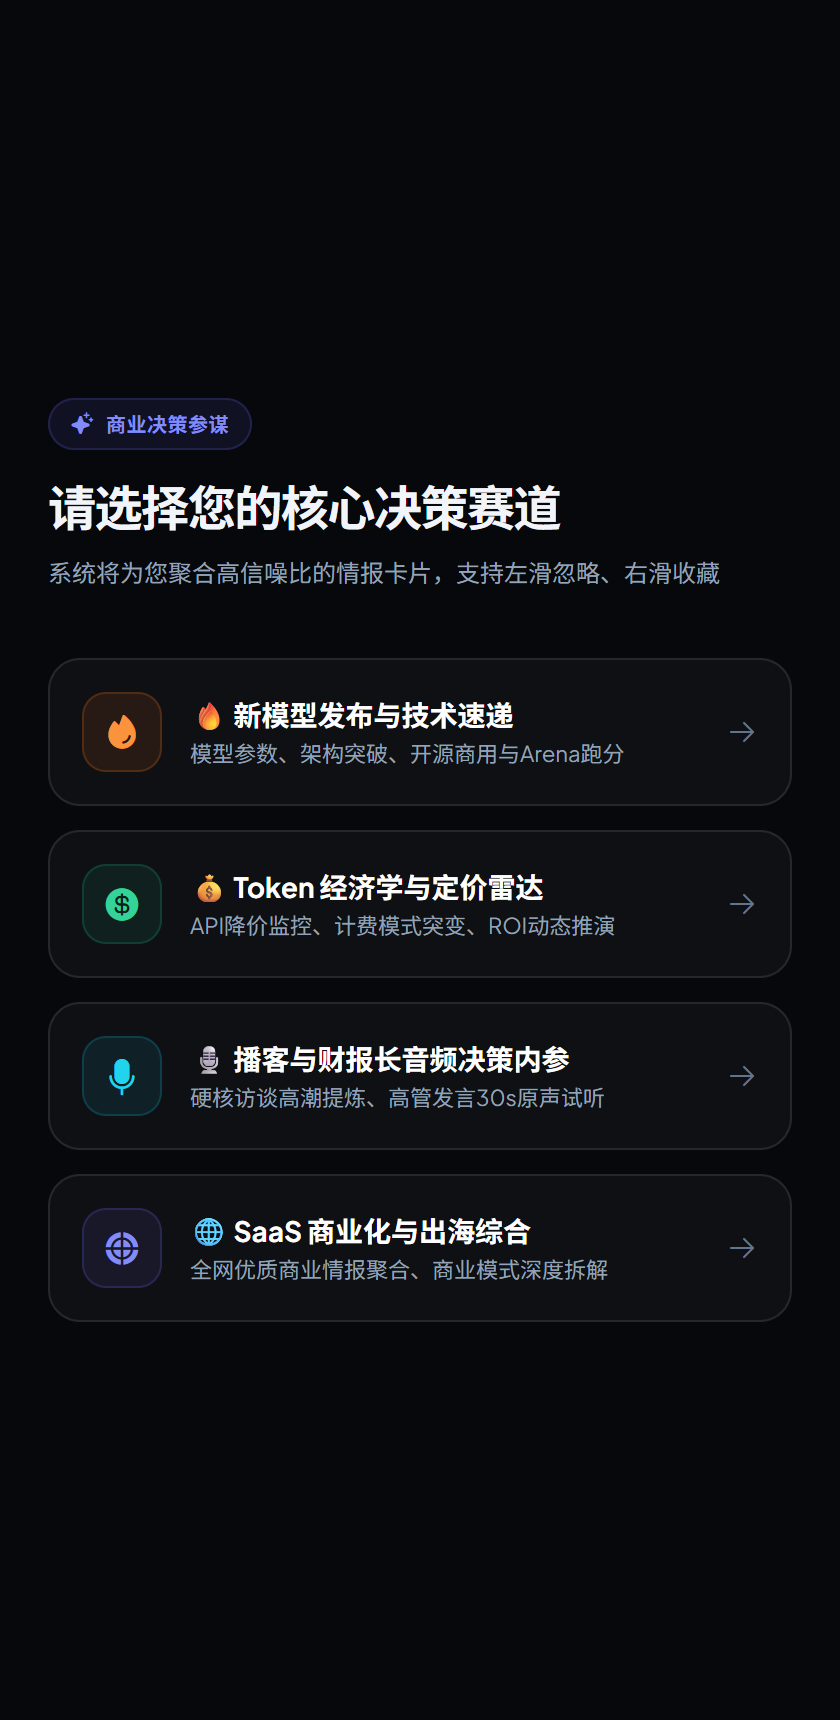 商业决策参谋
请选择您的核心决策赛道
系统将为您聚合高信噪比的情报卡片，支持左滑忽略、右滑收藏
🔥 新模型发布与技术速递
模型参数、架构突破、开源商用与Arena跑分
💰 Token 经济学与定价雷达
API降价监控、计费模式突变、ROI动态推演
🎙️ 播客与财报长音频决策内参
硬核访谈高潮提炼、高管发言30s原声试听
🌐 SaaS 商业化与出海综合
全网优质商业情报聚合、商业模式深度拆解